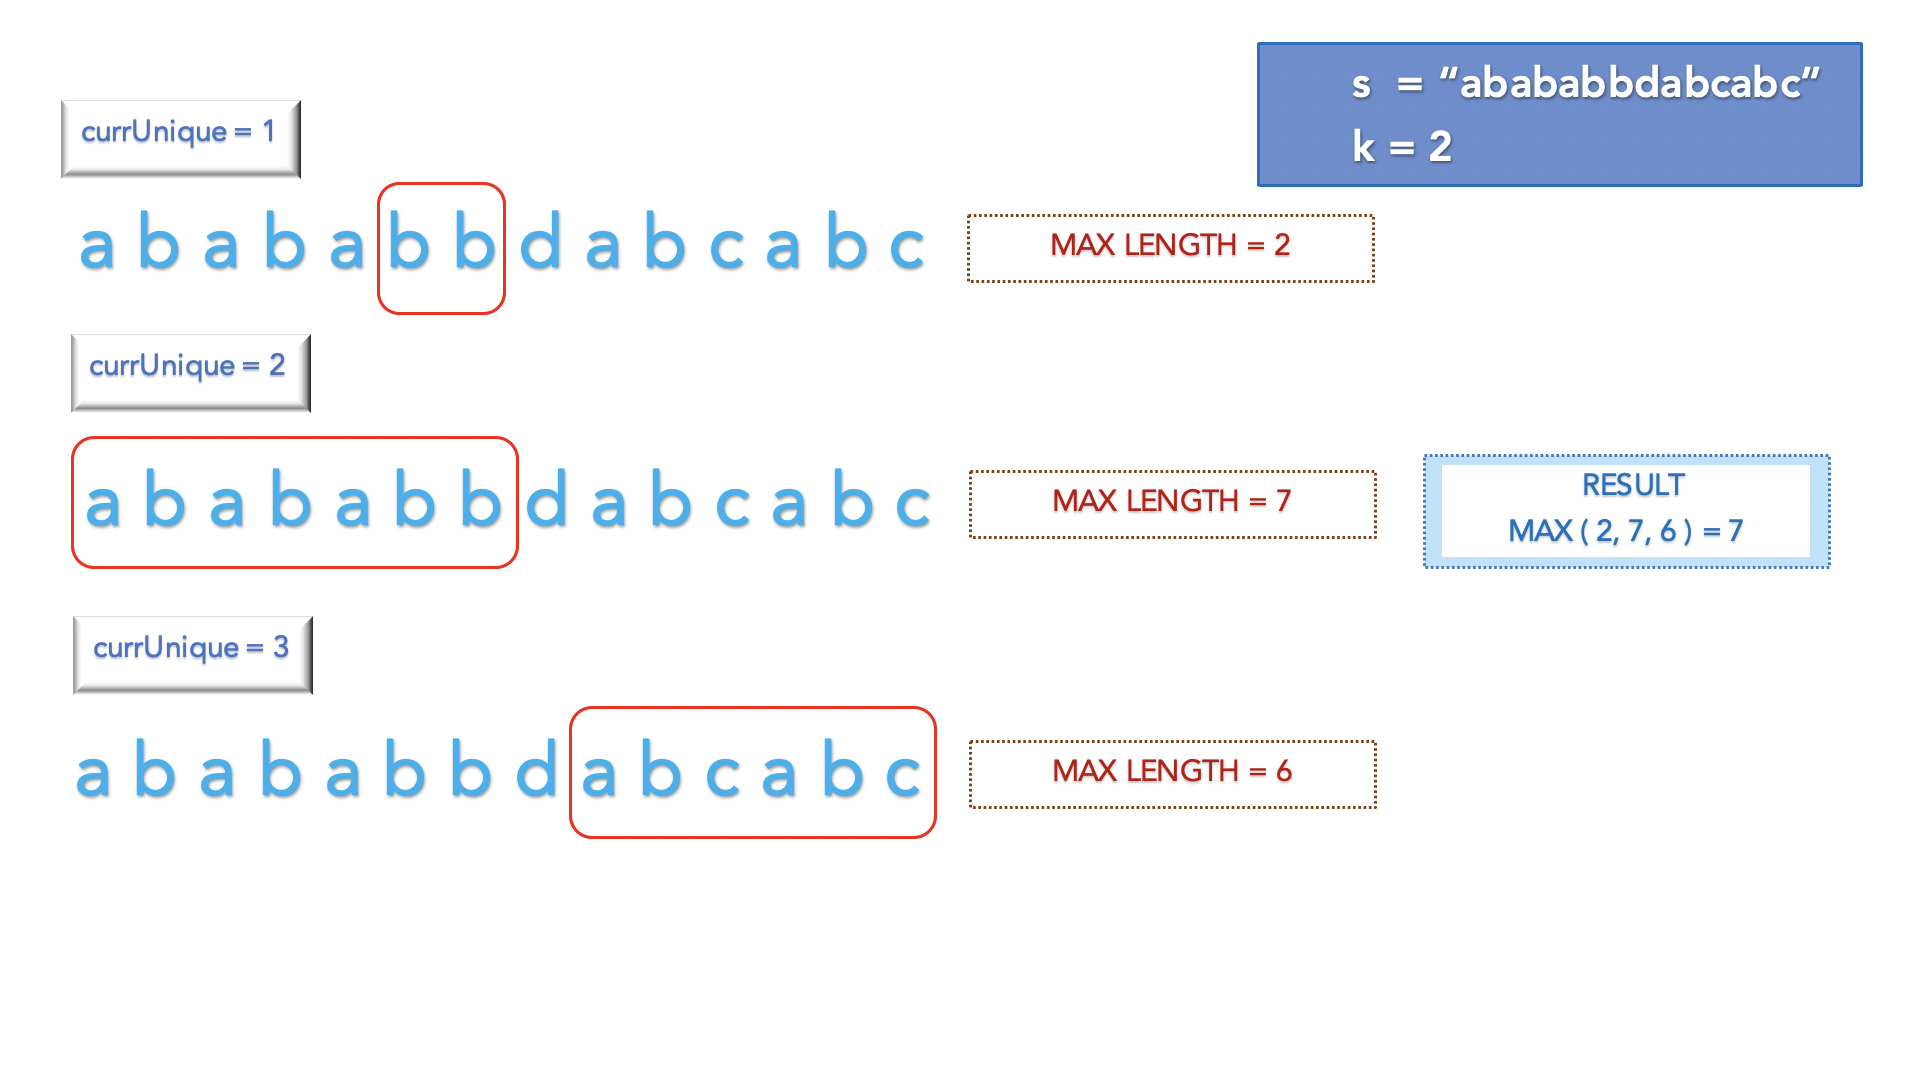 s = “abababbdabcabc”
k = 2
currUnique = 1
a b a b a b b d a b c a b c
MAX LENGTH = 2
currUnique = 2
a b a b a b b d a b c a b c
MAX LENGTH = 7
RESULT
MAX ( 2, 7, 6 ) = 7
currUnique = 3
a b a b a b b d a b c a b c
MAX LENGTH = 6